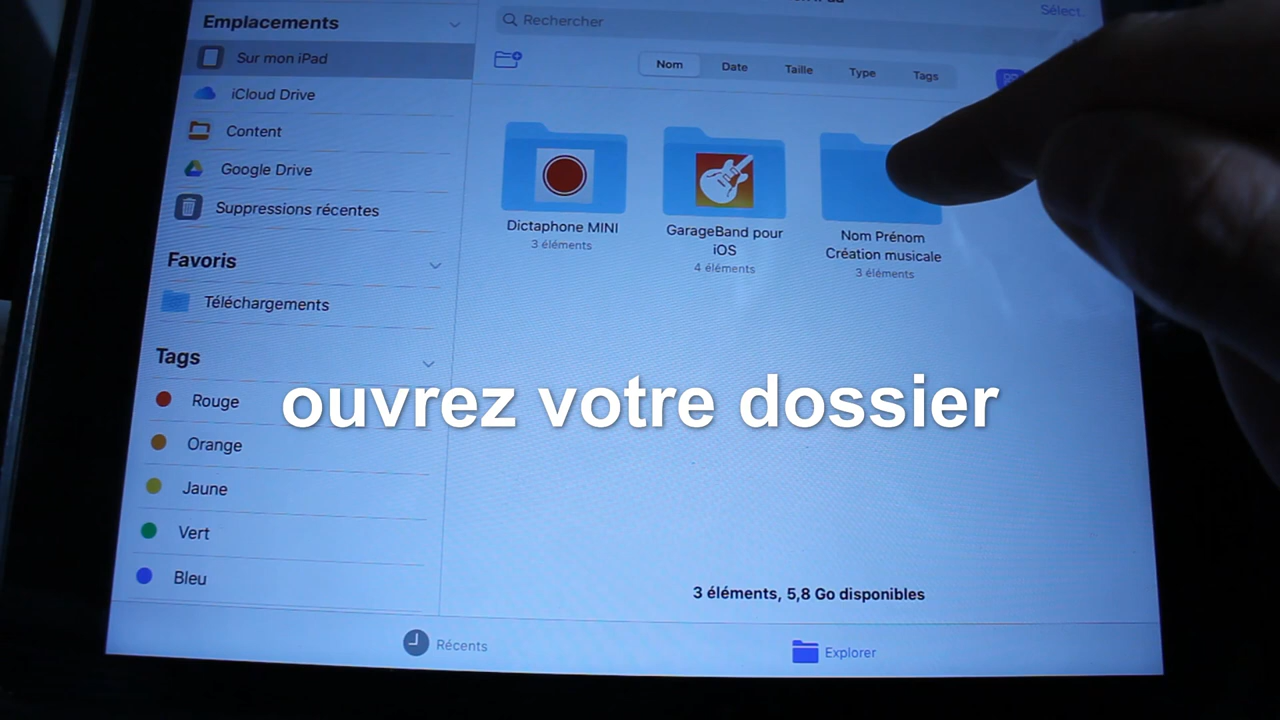 Emplacements
Sur mon iPad
iCloud Drive
Content
Google Drive
Suppressions récentes
Favoris
Téléchargements
Tags
Rouge
Orange
Jaune
Vert
Bleu
Sélect.
Rechercher
Nom Date Taille Type Tags
Dictaphone MINI
3 éléments
GarageBand pour
iOS
4 éléments
Nom Prénom
Création musicale
3 éléments
ouvrez votre dossier
3 éléments, 5,8 Go disponibles
Récents
Explorer